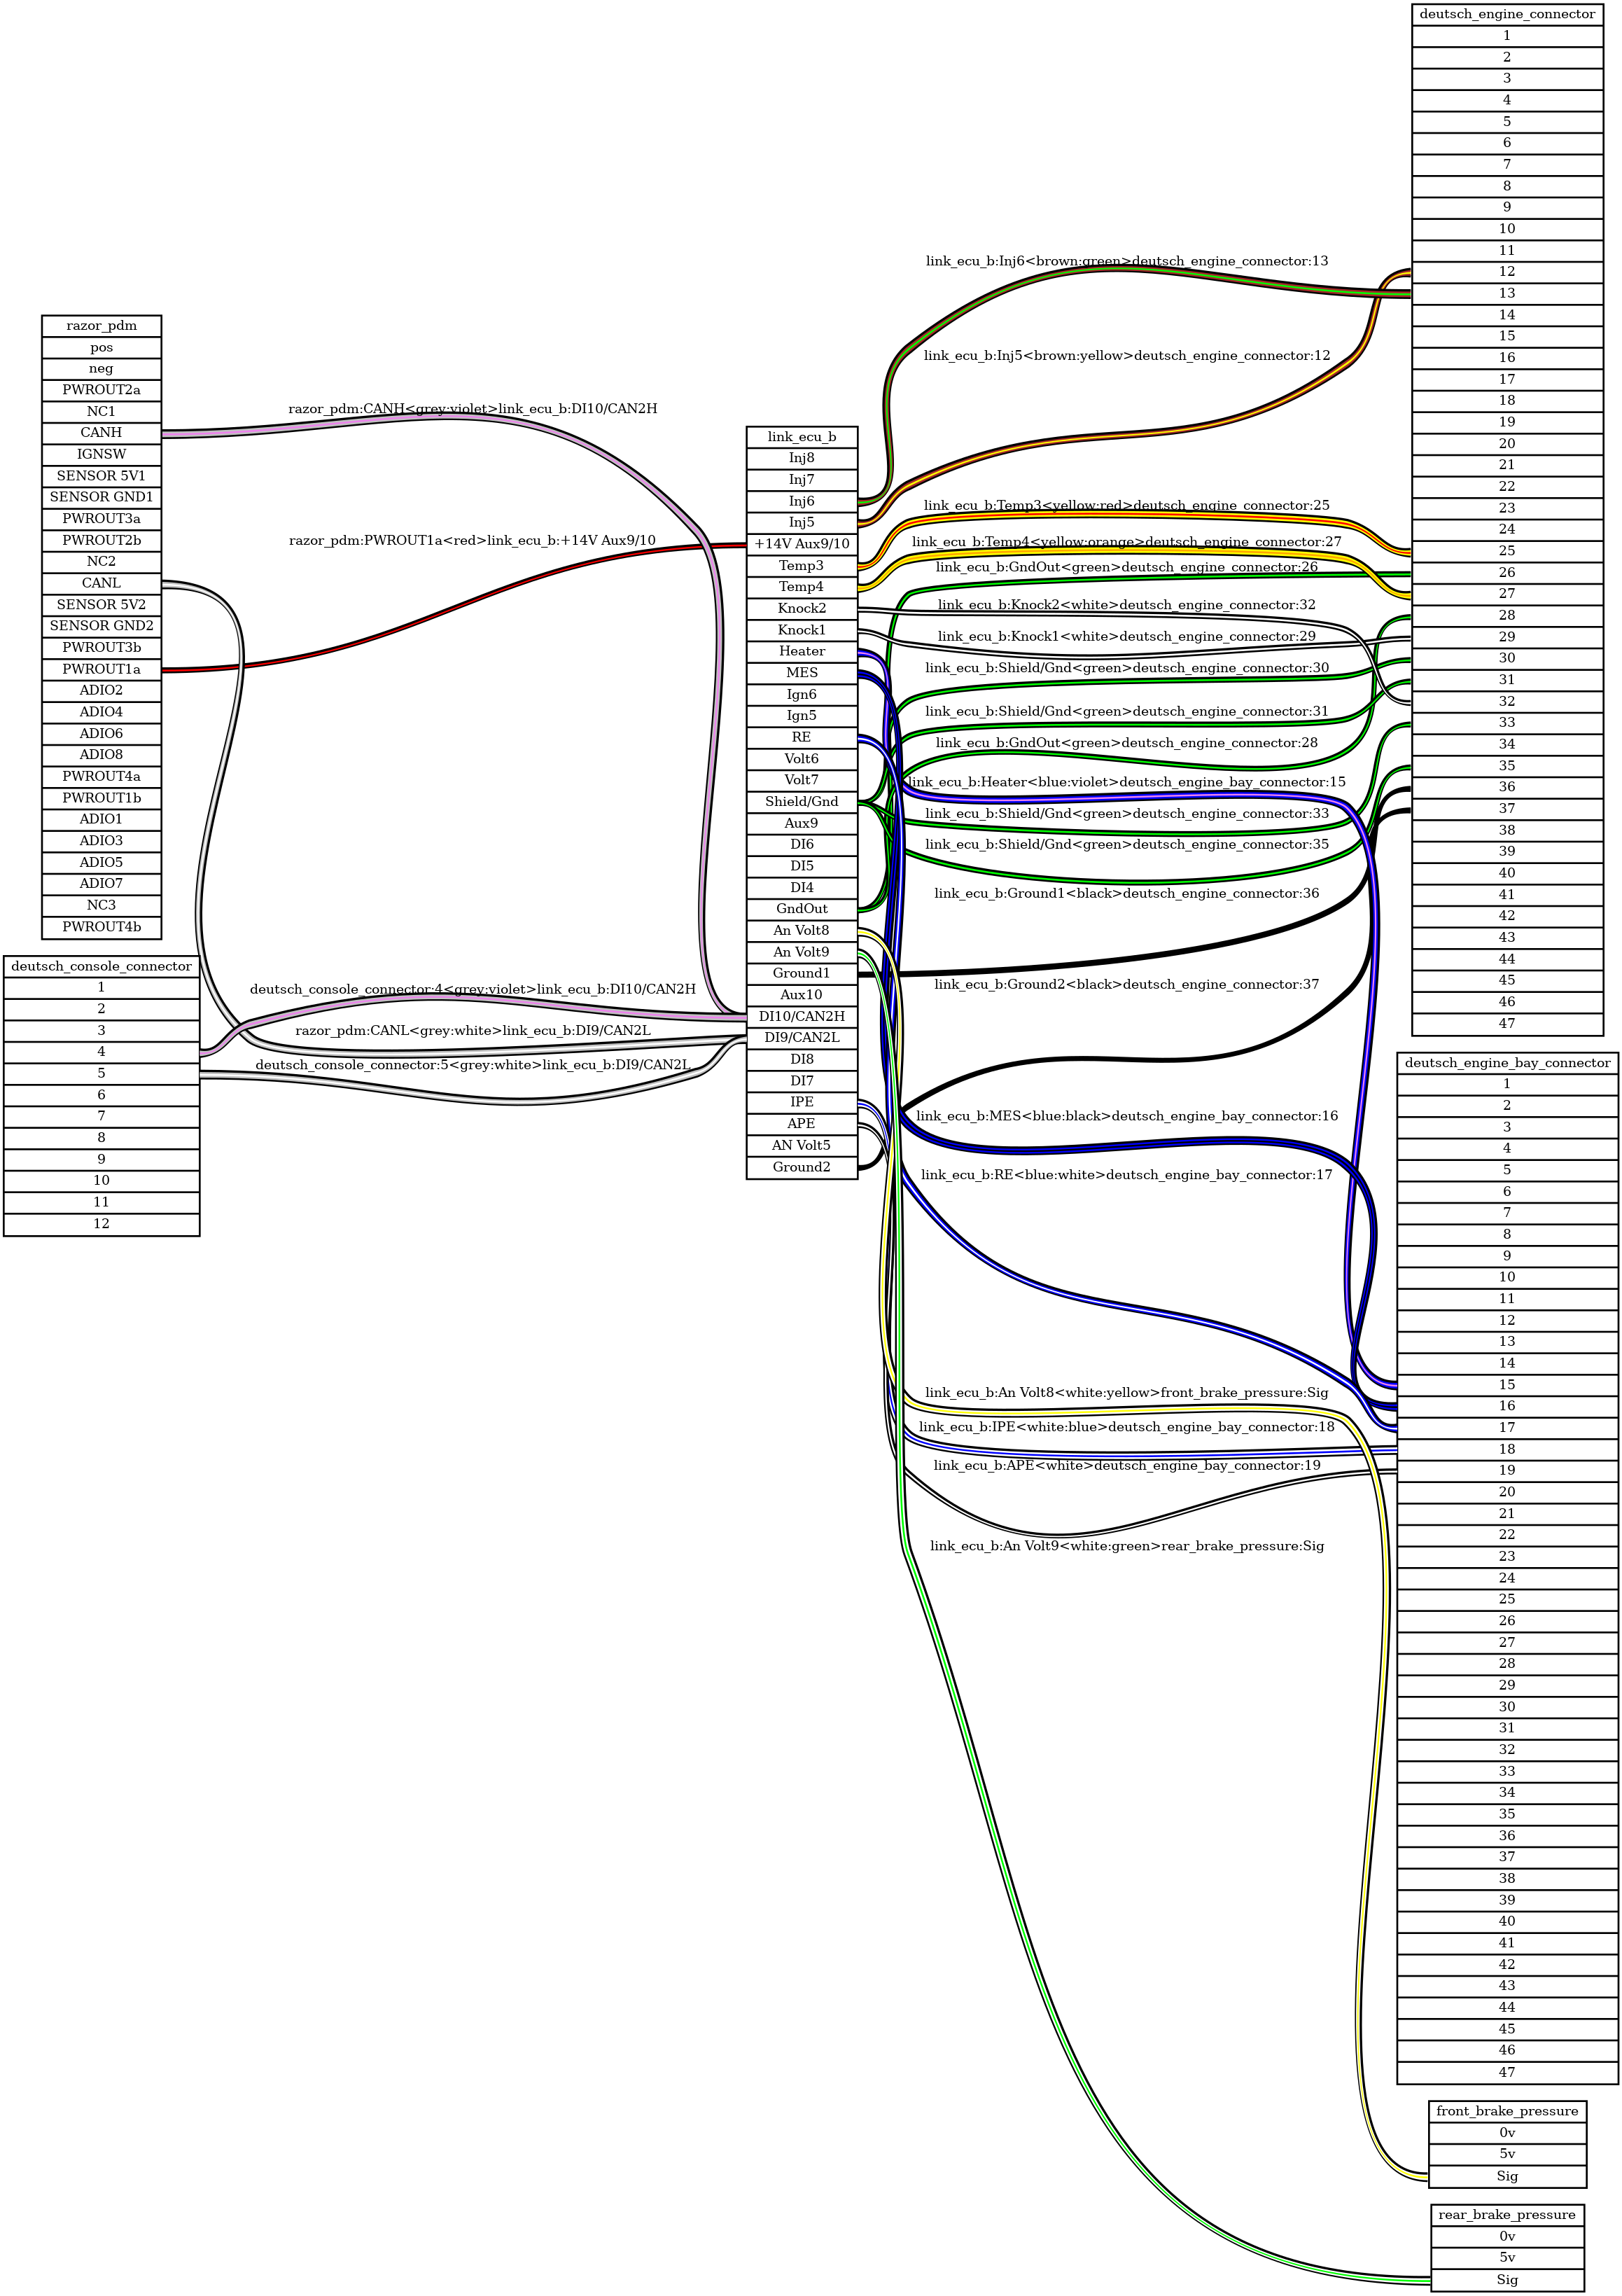 razor_pdm
pos
neg
PWROUT2a
NC1
CANH
IGNSW
SENSOR 5V1
SENSOR GND1
PWROUT3a
PWROUT2b
NC2
CANL
SENSOR 5V2
SENSOR GND2
PWROUT3b
PWROUT1a
ADIO2
ADIO4
ADIO6
ADIO8
PWROUT4a
PWROUT1b
ADIO1
ADIO3
ADIO5
ADIO7
NC3
PWROUT4b
deutsch_console_connector
1
2
3
4
5
6
7
8
9
10
11
12
razor_pdm:CANH<grey:violet>link_ecu_b:DI10/CAN2H
razor_pdm:PWROUT1a<red>link_ecu_b:+14V Aux9/10
deutsch_console_connector:4<grey:violet>link_ecu_b:DI10/CAN2H
razor_pdm:CANL<grey:white>link_ecu_b:DI9/CAN2L
deutsch_console_connector:5<grey:white>link_ecu_b:DI9/CAN2L
link_ecu_b
Inj8
Inj7
Inj6
Inj5
+14V Aux9/10
Temp3
Temp4
Knock2
Knock1
Heater
MES
Ign6
Ign5
RE
Volt6
Volt7
Shield/Gnd
Aux9
DI6
DI5
DI4
GndOut
An Volt8
An Volt9
Ground1
Aux10
DI10/CAN2H
DI9/CAN2L
DI8
DI7
IPE
APE
AN Volt5
Ground2
link_ecu_b:Inj6<brown:green>deutsch_engine_connector:13
link_ecu_b:Inj5<brown:yellow>deutsch_engine_connector:12
link_ecu_b:Temp3<yellow:red>deutsch_engine_connector:25
link_ecu_b:Temp4<yellow:orange>deutsch_engine_connector:27
link_ecu_b:GndOut<green>deutsch_engine_connector:26
link_ecu_b:Knock2<white>deutsch_engine_connector:32
link_ecu_b:Knock1<white>deutsch_engine_connector:29
link_ecu_b:Shield/Gnd<green>deutsch_engine_connector:30
link_ecu_b:Shield/Gnd<green>deutsch_engine_connector:31
link_ecu_b:GndOut<green>deutsch_engine_connector:28
link_ecu_b:Heater<blue:violet>deutsch_engine_bay_connector:15
link_ecu_b:Shield/Gnd<green>deutsch_engine_connector:33
link_ecu_b:Shield/Gnd<green>deutsch_engine_connector:35
link_ecu_b:Ground1<black>deutsch_engine_connector:36
link_ecu_b:Ground2<black>deutsch_engine_connector:37
link_ecu_b:MES<blue:black>deutsch_engine_bay_connector:16
link_ecu_b:RE<blue:white>deutsch_engine_bay_connector:17
link_ecu_b:An Volt8<white:yellow>front_brake_pressure:Sig
link_ecu_b:IPE<white:blue>deutsch_engine_bay_connector:18
link_ecu_b:APE<white>deutsch_engine_bay_connector:19
link_ecu_b:An Volt9<white:green>rear_brake_pressure:Sig
deutsch_engine_connector
1
2
3
4
5
6
7
8
9
10
11
12
13
14
15
16
17
18
19
20
21
22
23
24
25
26
27
28
29
30
31
32
33
34
35
36
37
38
39
40
41
42
43
44
45
46
47
deutsch_engine_bay_connector
1
2
3
4
5
6
7
8
9
10
11
12
13
14
15
16
17
18
19
20
21
22
23
24
25
26
27
28
29
30
31
32
33
34
35
36
37
38
39
40
41
42
43
44
45
46
47
front_brake_pressure
0v
5v
Sig
rear_brake_pressure
0v
5v
Sig